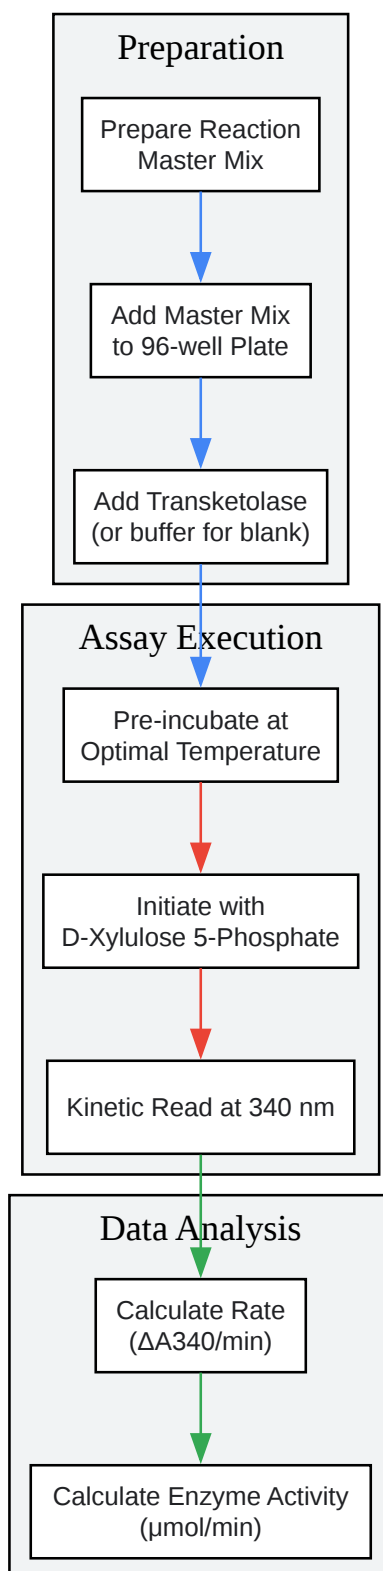 Preparation
Prepare Reaction
Master Mix
Add Master Mix
to 96-well Plate
Add Transketolase
(or buffer for blank)
Assay Execution
Pre-incubate at
Optimal Temperature
Initiate with
D-Xylulose 5-Phosphate
Kinetic Read at 340 nm
Data Analysis
Calculate Rate
(ΔA340/min)
Calculate Enzyme Activity
(μmol/min)